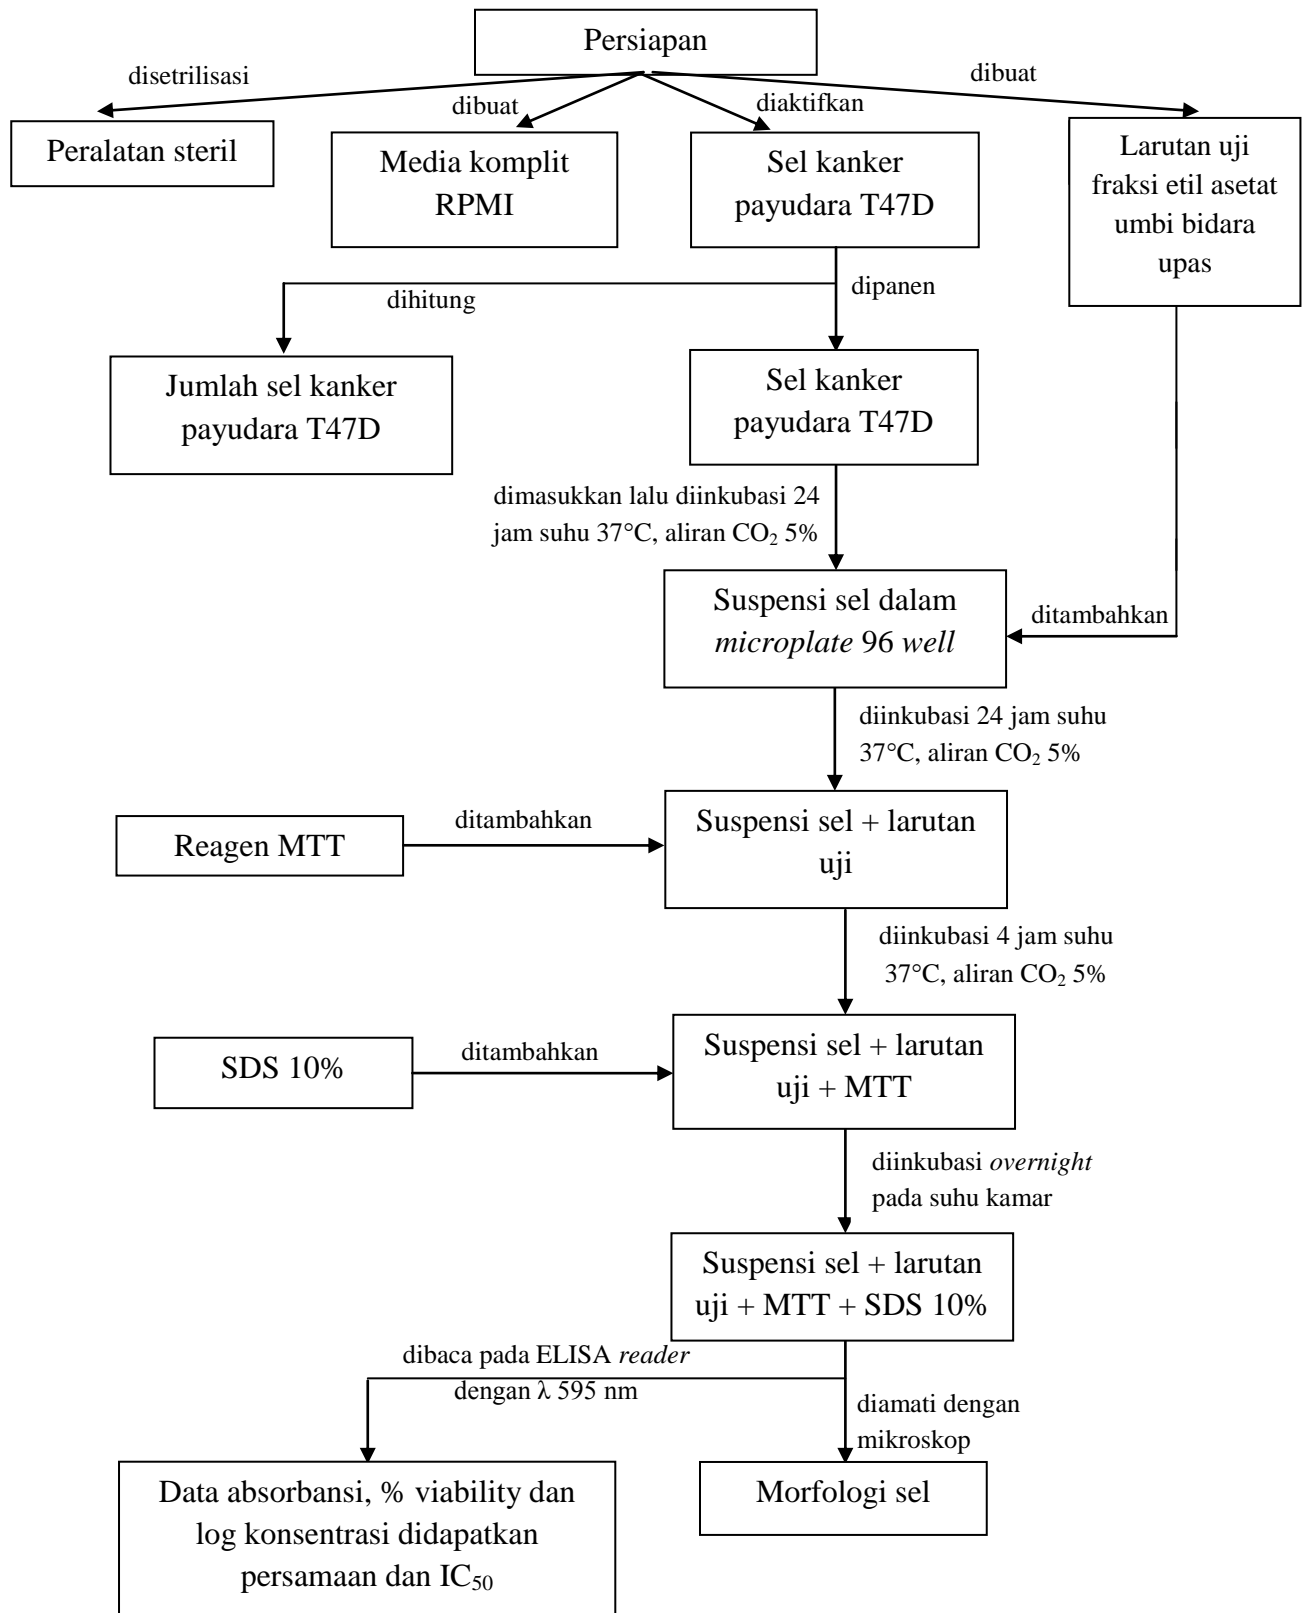 Persiapan
disetrilisasi
dibuat
diaktifkan
dibuat
Peralatan steril
Media komplit
RPMI
Sel kanker
payudara T47D
Larutan uji
fraksi etil asetat
umbi bidara
upas
dihitung
dipanen
Jumlah sel kanker
payudara T47D
Sel kanker
payudara T47D
dimasukkan lalu diinkubasi 24
jam suhu 37°C, aliran CO₂ 5%
Suspensi sel dalam
microplate 96 well
ditambahkan
diinkubasi 24 jam suhu
37°C, aliran CO₂ 5%
Reagen MTT
ditambahkan
Suspensi sel + larutan
uji
diinkubasi 4 jam suhu
37°C, aliran CO₂ 5%
SDS 10%
ditambahkan
Suspensi sel + larutan
uji + MTT
diinkubasi overnight
pada suhu kamar
Suspensi sel + larutan
uji + MTT + SDS 10%
dibaca pada ELISA reader
dengan λ 595 nm
diamati dengan
mikroskop
Data absorbansi, % viability dan
log konsentrasi didapatkan
persamaan dan IC₅₀
Morfologi sel